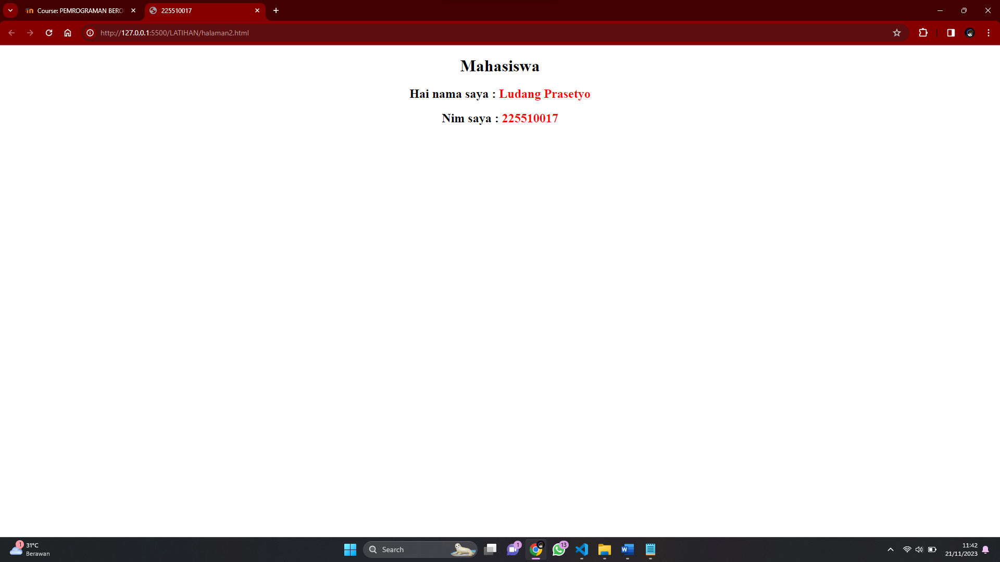 Course: PEMROGRAMAN BERO
225510017
http://127.0.0.1:5500/LATIHAN/halaman2.html
Mahasiswa
Hai nama saya : Ludang Prasetyo
Nim saya : 225510017
1
31°C
Berawan
Search
1
13
11:42
21/11/2023